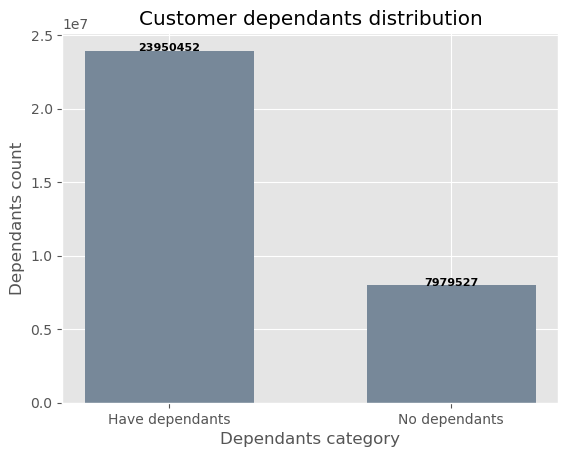 Customer dependants distribution
1e7
2.5
2.0
1.5
1.0
0.5
0.0
Dependants count
23950452
7979527
Have dependants
No dependants
Dependants category